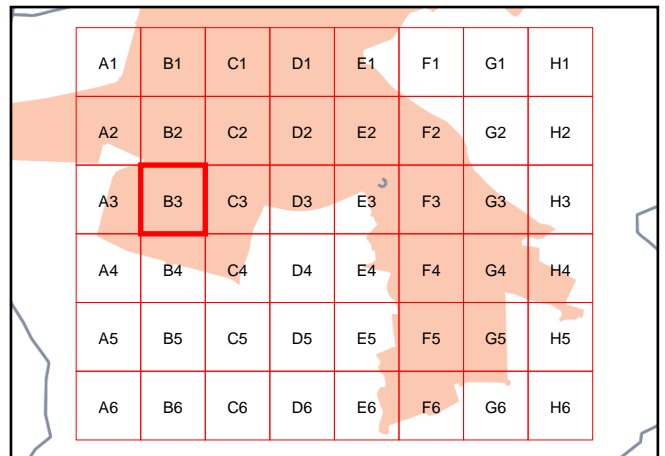 A1 B1 C1 D1 E1 F1 G1 H1
A2 B2 C2 D2 E2 F2 G2 H2
A3 B3 C3 D3 E3 F3 G3 H3
A4 B4 C4 D4 E4 F4 G4 H4
A5 B5 C5 D5 E5 F5 G5 H5
A6 B6 C6 D6 E6 F6 G6 H6